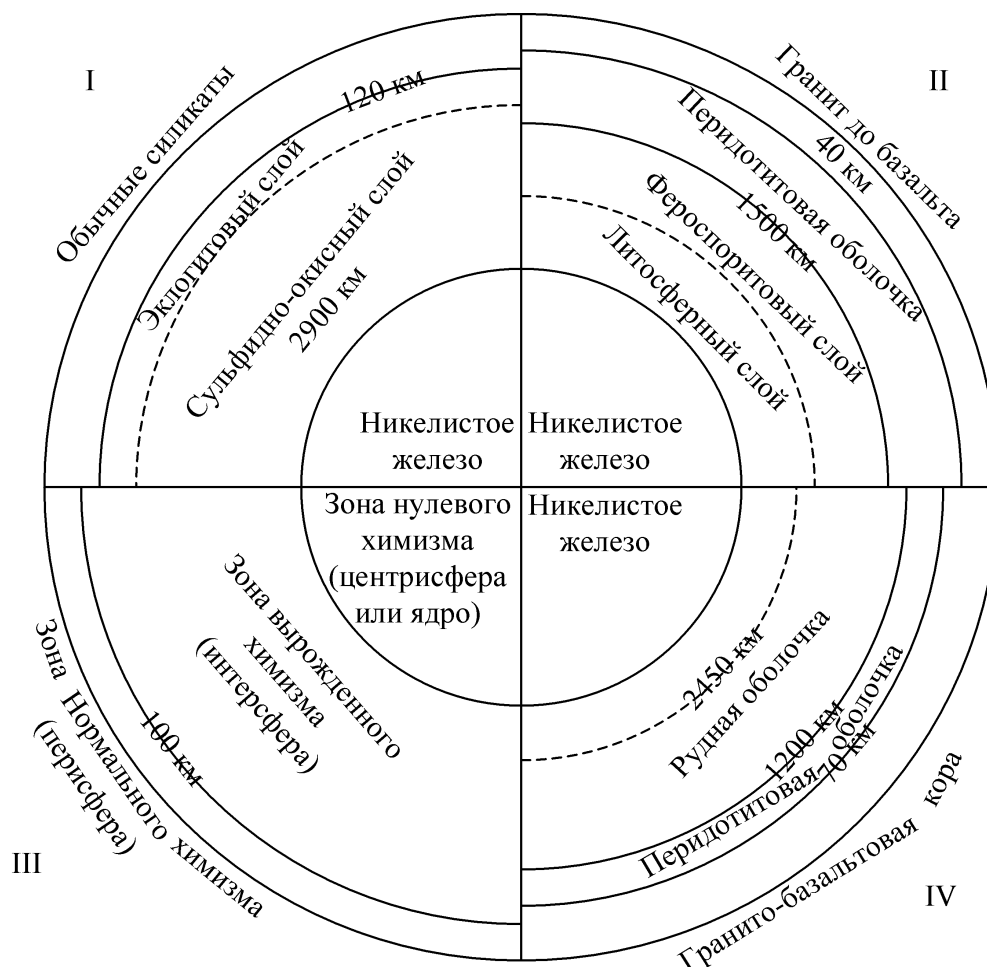 I
Обычные силикаты
120 км
Эклогитовый слой
Сульфидно-окисный слой
2900 км
Никелистое
железо
II
Гранит до базальта
40 км
Перидотитовая оболочка
1500 км
Фероспоритовый слой
Литосферный слой
Никелистое
железо
III
Зона Нормального химизма
(перисфера)
100 км
Зона вырожденного
химизма
(интерсфера)
Зона нулевого
химизма
(центрисфера
или ядро)
IV
Никелистое
железо
2450 км
Рудная оболочка
1200 км
Перидотитовая оболочка
70 км
Гранито-базальтовая кора